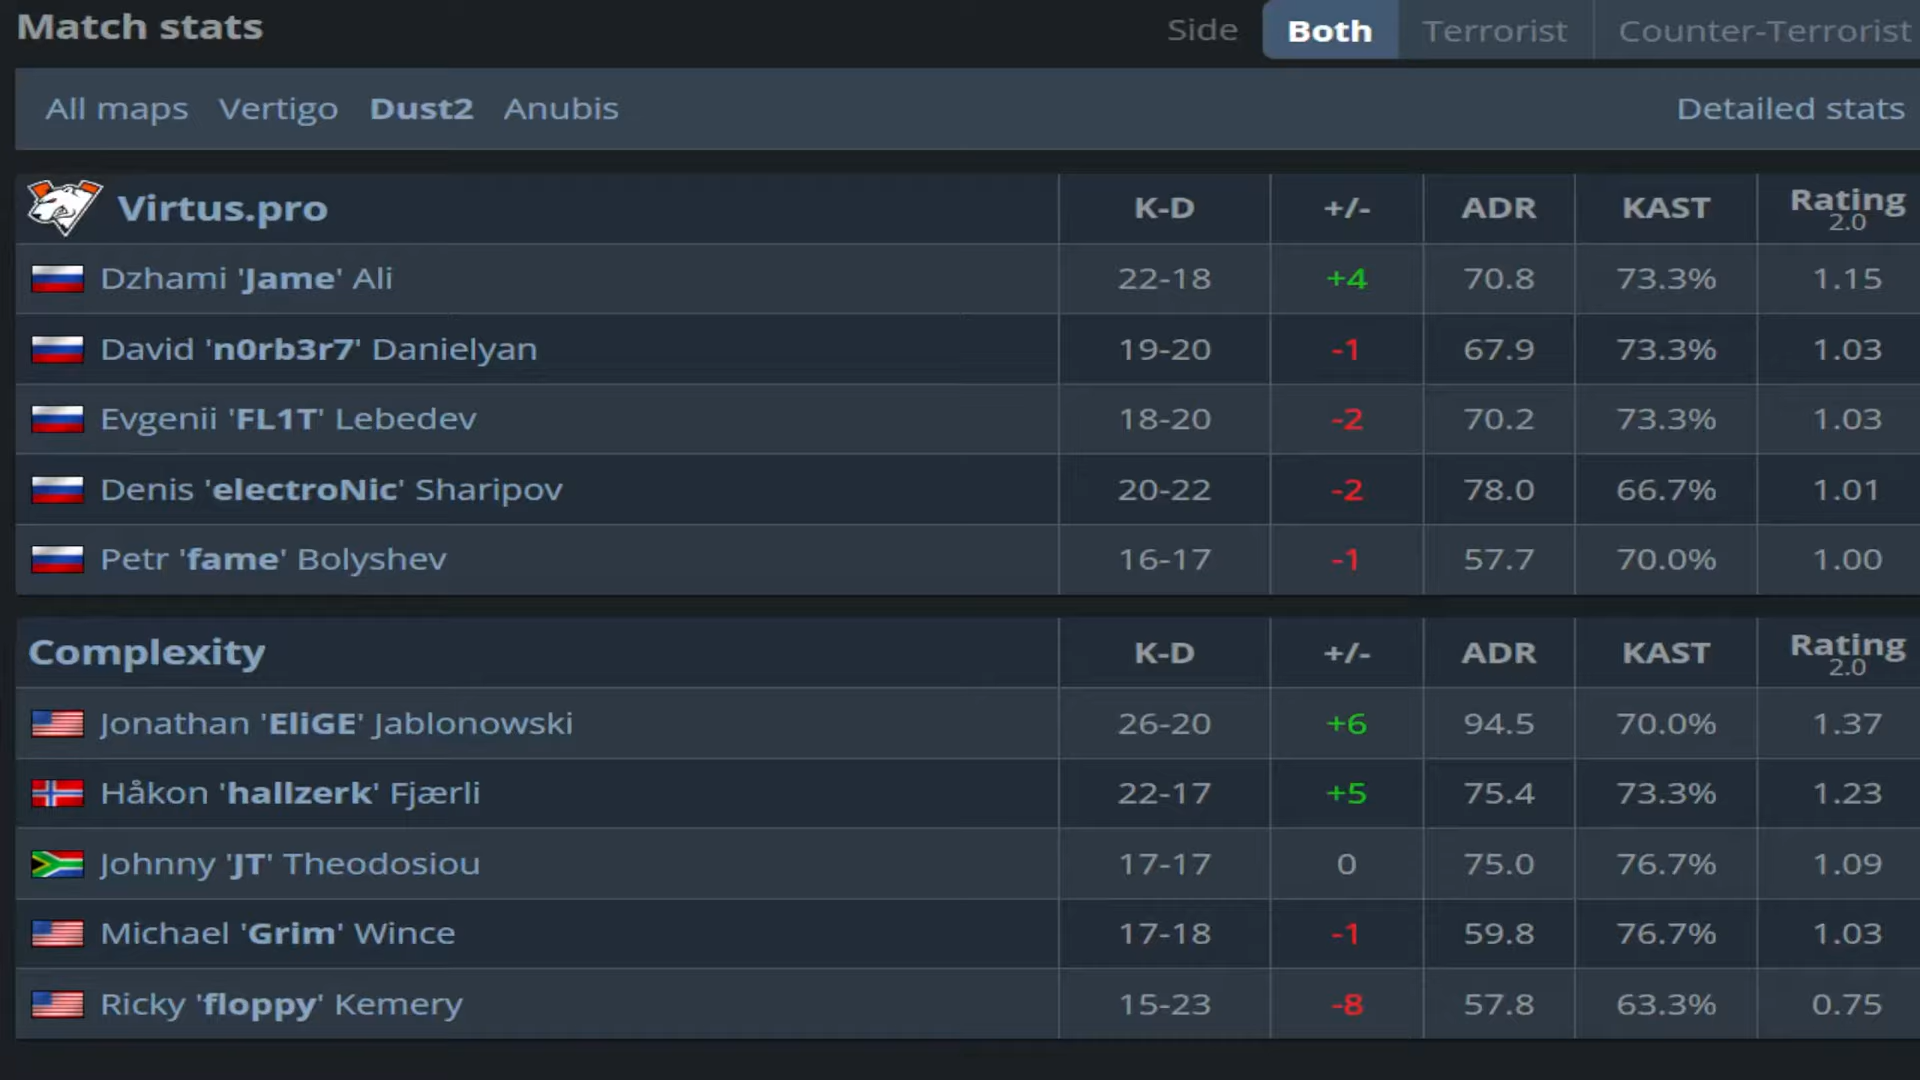 Match stats Side Both Terrorist Counter-Terrorist
All maps Vertigo Dust2 Anubis Detailed stats
Virtus.pro K-D +/- ADR KAST Rating 2.0
Dzhami 'Jame' Ali 22-18 +4 70.8 73.3% 1.15
David 'n0rb3r7' Danielyan 19-20 -1 67.9 73.3% 1.03
Evgenii 'FL1T' Lebedev 18-20 -2 70.2 73.3% 1.03
Denis 'electroNic' Sharipov 20-22 -2 78.0 66.7% 1.01
Petr 'fame' Bolyshev 16-17 -1 57.7 70.0% 1.00
Complexity K-D +/- ADR KAST Rating 2.0
Jonathan 'EliGE' Jablonowski 26-20 +6 94.5 70.0% 1.37
Håkon 'hallzerk' Fjærli 22-17 +5 75.4 73.3% 1.23
Johnny 'JT' Theodosiou 17-17 0 75.0 76.7% 1.09
Michael 'Grim' Wince 17-18 -1 59.8 76.7% 1.03
Ricky 'floppy' Kemery 15-23 -8 57.8 63.3% 0.75